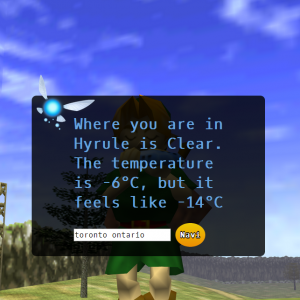 Where you are in
Hyrule is Clear.
The temperature
is -6°C, but it
feels like -14°C
toronto ontario
Navi